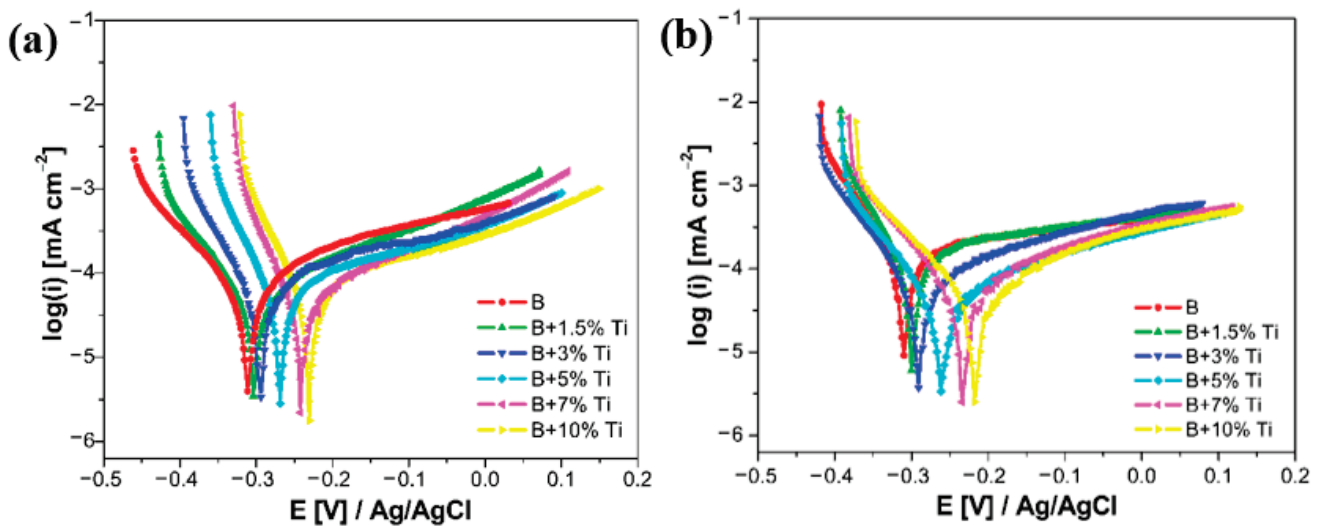 (a)
−1
−2
−3
−4
−5
−6
log(i) [mA cm⁻²]
−0.5 −0.4 −0.3 −0.2 −0.1 0.0 0.1 0.2
E [V] / Ag/AgCl
B
B+1.5% Ti
B+3% Ti
B+5% Ti
B+7% Ti
B+10% Ti
(b)
−1
−2
−3
−4
−5
−6
log (i) [mA cm⁻²]
−0.5 −0.4 −0.3 −0.2 −0.1 0.0 0.1 0.2
E [V] / Ag/AgCl
B
B+1.5% Ti
B+3% Ti
B+5% Ti
B+7% Ti
B+10% Ti